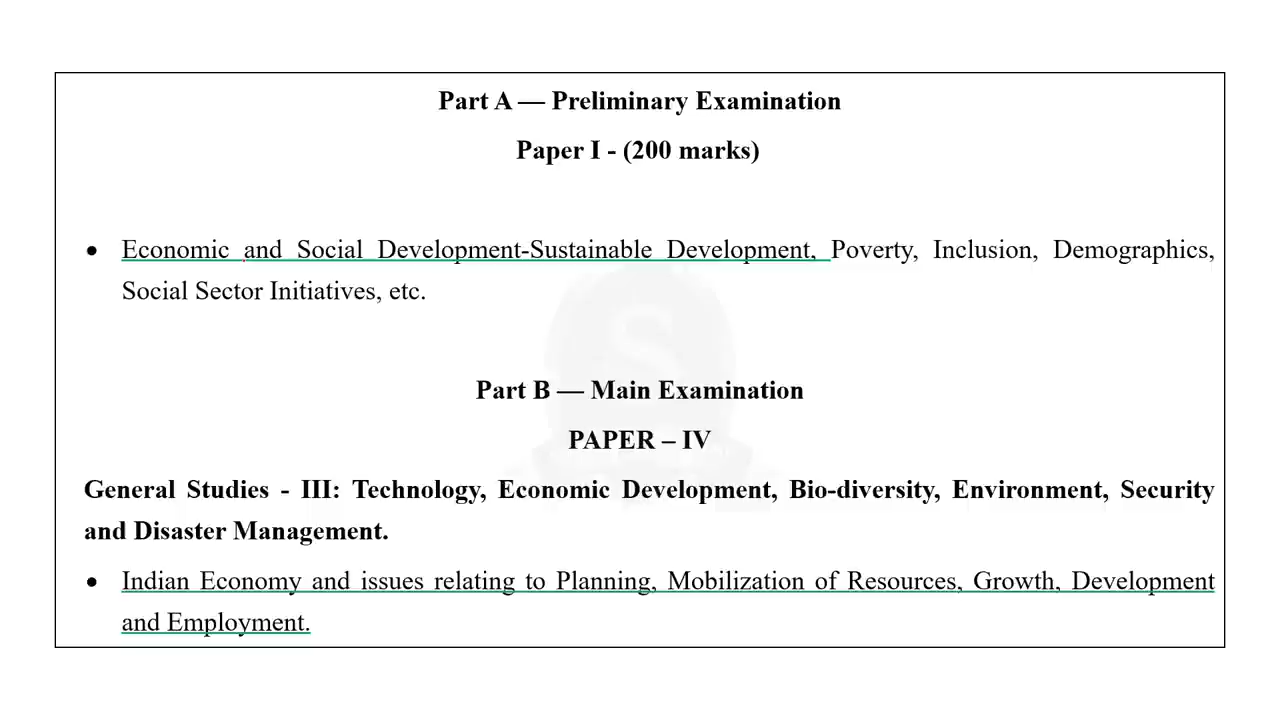 Part A — Preliminary Examination
Paper I - (200 marks)
• Economic and Social Development-Sustainable Development, Poverty, Inclusion, Demographics,
Social Sector Initiatives, etc.
Part B — Main Examination
PAPER – IV
General Studies - III: Technology, Economic Development, Bio-diversity, Environment, Security
and Disaster Management.
• Indian Economy and issues relating to Planning, Mobilization of Resources, Growth, Development
and Employment.